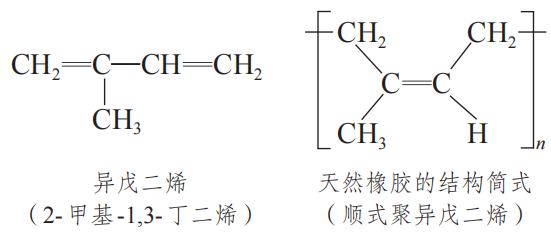 CH₂=C—CH=CH₂
CH₃
CH₂ CH₂
C=C
CH₃ H
n
异戊二烯
（2-甲基-1,3-丁二烯）
天然橡胶的结构简式
（顺式聚异戊二烯）